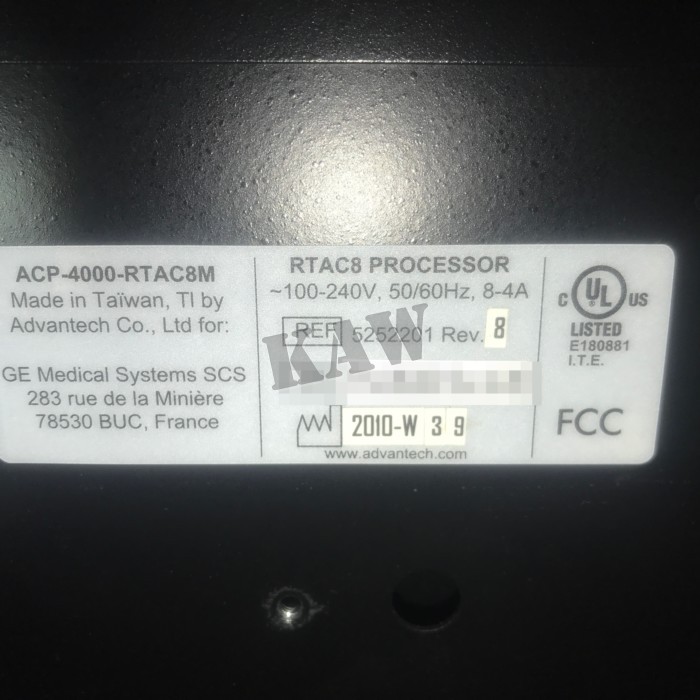 ACP-4000-RTAC8M
Made in Taïwan, TI by
Advantech Co., Ltd for:
GE Medical Systems SCS
283 rue de la Minière
78530 BUC, France
RTAC8 PROCESSOR
~100-240V, 50/60Hz, 8-4A
REF 5252201 Rev. 8
KAW
2010-W 3 9
www.advantech.com
C UL US
LISTED
E180881
I.T.E.
FCC